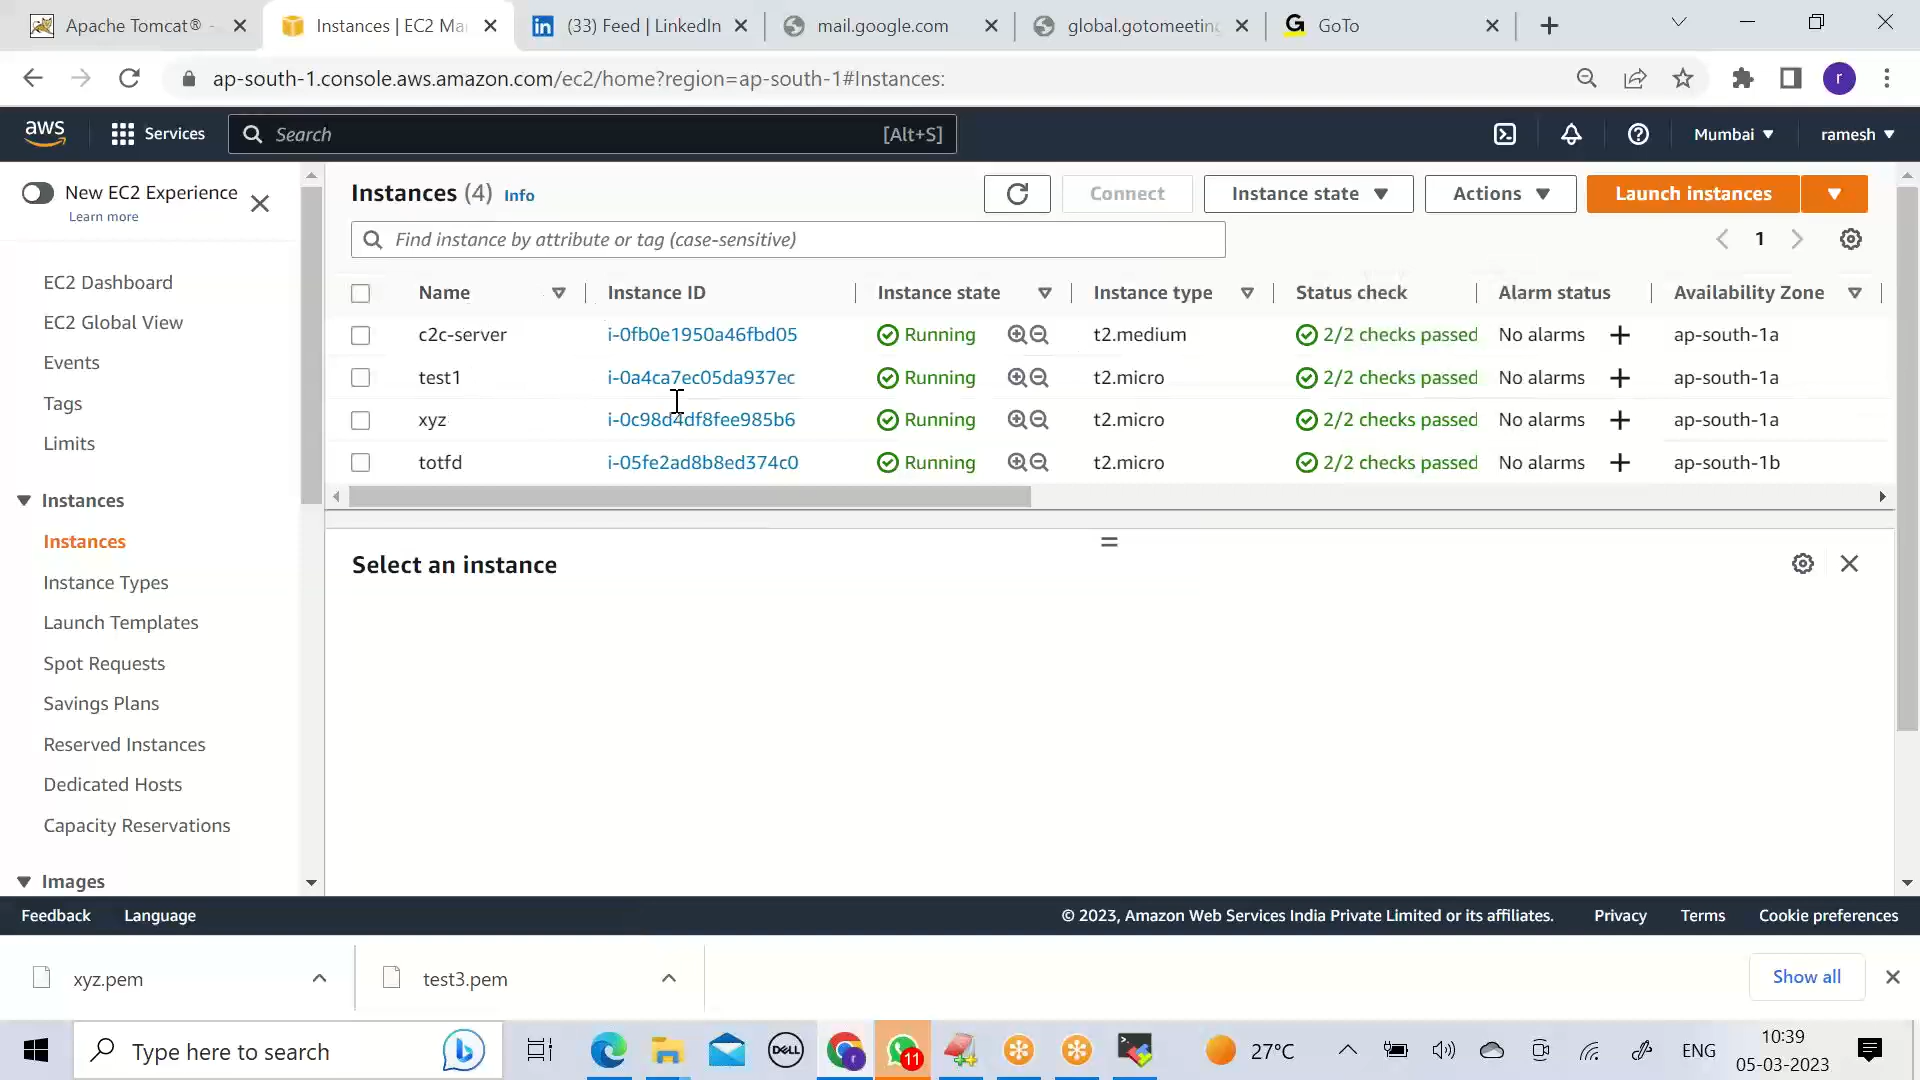 Apache Tomcat® -
Instances | EC2 Ma
(33) Feed | LinkedIn
mail.google.com
global.gotomeeting
GoTo
ap-south-1.console.aws.amazon.com/ec2/home?region=ap-south-1#Instances:
r
aws
Services
Search
[Alt+S]
Mumbai
ramesh
New EC2 Experience
Learn more
EC2 Dashboard
EC2 Global View
Events
Tags
Limits
Instances
Instances
Instance Types
Launch Templates
Spot Requests
Savings Plans
Reserved Instances
Dedicated Hosts
Capacity Reservations
Images
Instances (4) Info
Connect
Instance state
Actions
Launch instances
Find instance by attribute or tag (case-sensitive)
1
Name Instance ID Instance state Instance type Status check Alarm status Availability Zone
c2c-server i-0fb0e1950a46fbd05 Running t2.medium 2/2 checks passed No alarms ap-south-1a
test1 i-0a4ca7ec05da937ec Running t2.micro 2/2 checks passed No alarms ap-south-1a
xyz i-0c98d4df8fee985b6 Running t2.micro 2/2 checks passed No alarms ap-south-1a
totfd i-05fe2ad8b8ed374c0 Running t2.micro 2/2 checks passed No alarms ap-south-1b
Select an instance
Feedback Language
© 2023, Amazon Web Services India Private Limited or its affiliates. Privacy Terms Cookie preferences
xyz.pem
test3.pem
Show all
Type here to search
DELL
r
11
27°C
ENG
10:39
05-03-2023